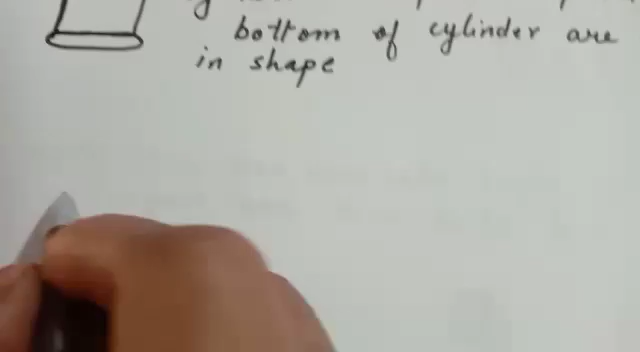 bottom of cylinder are
in shape